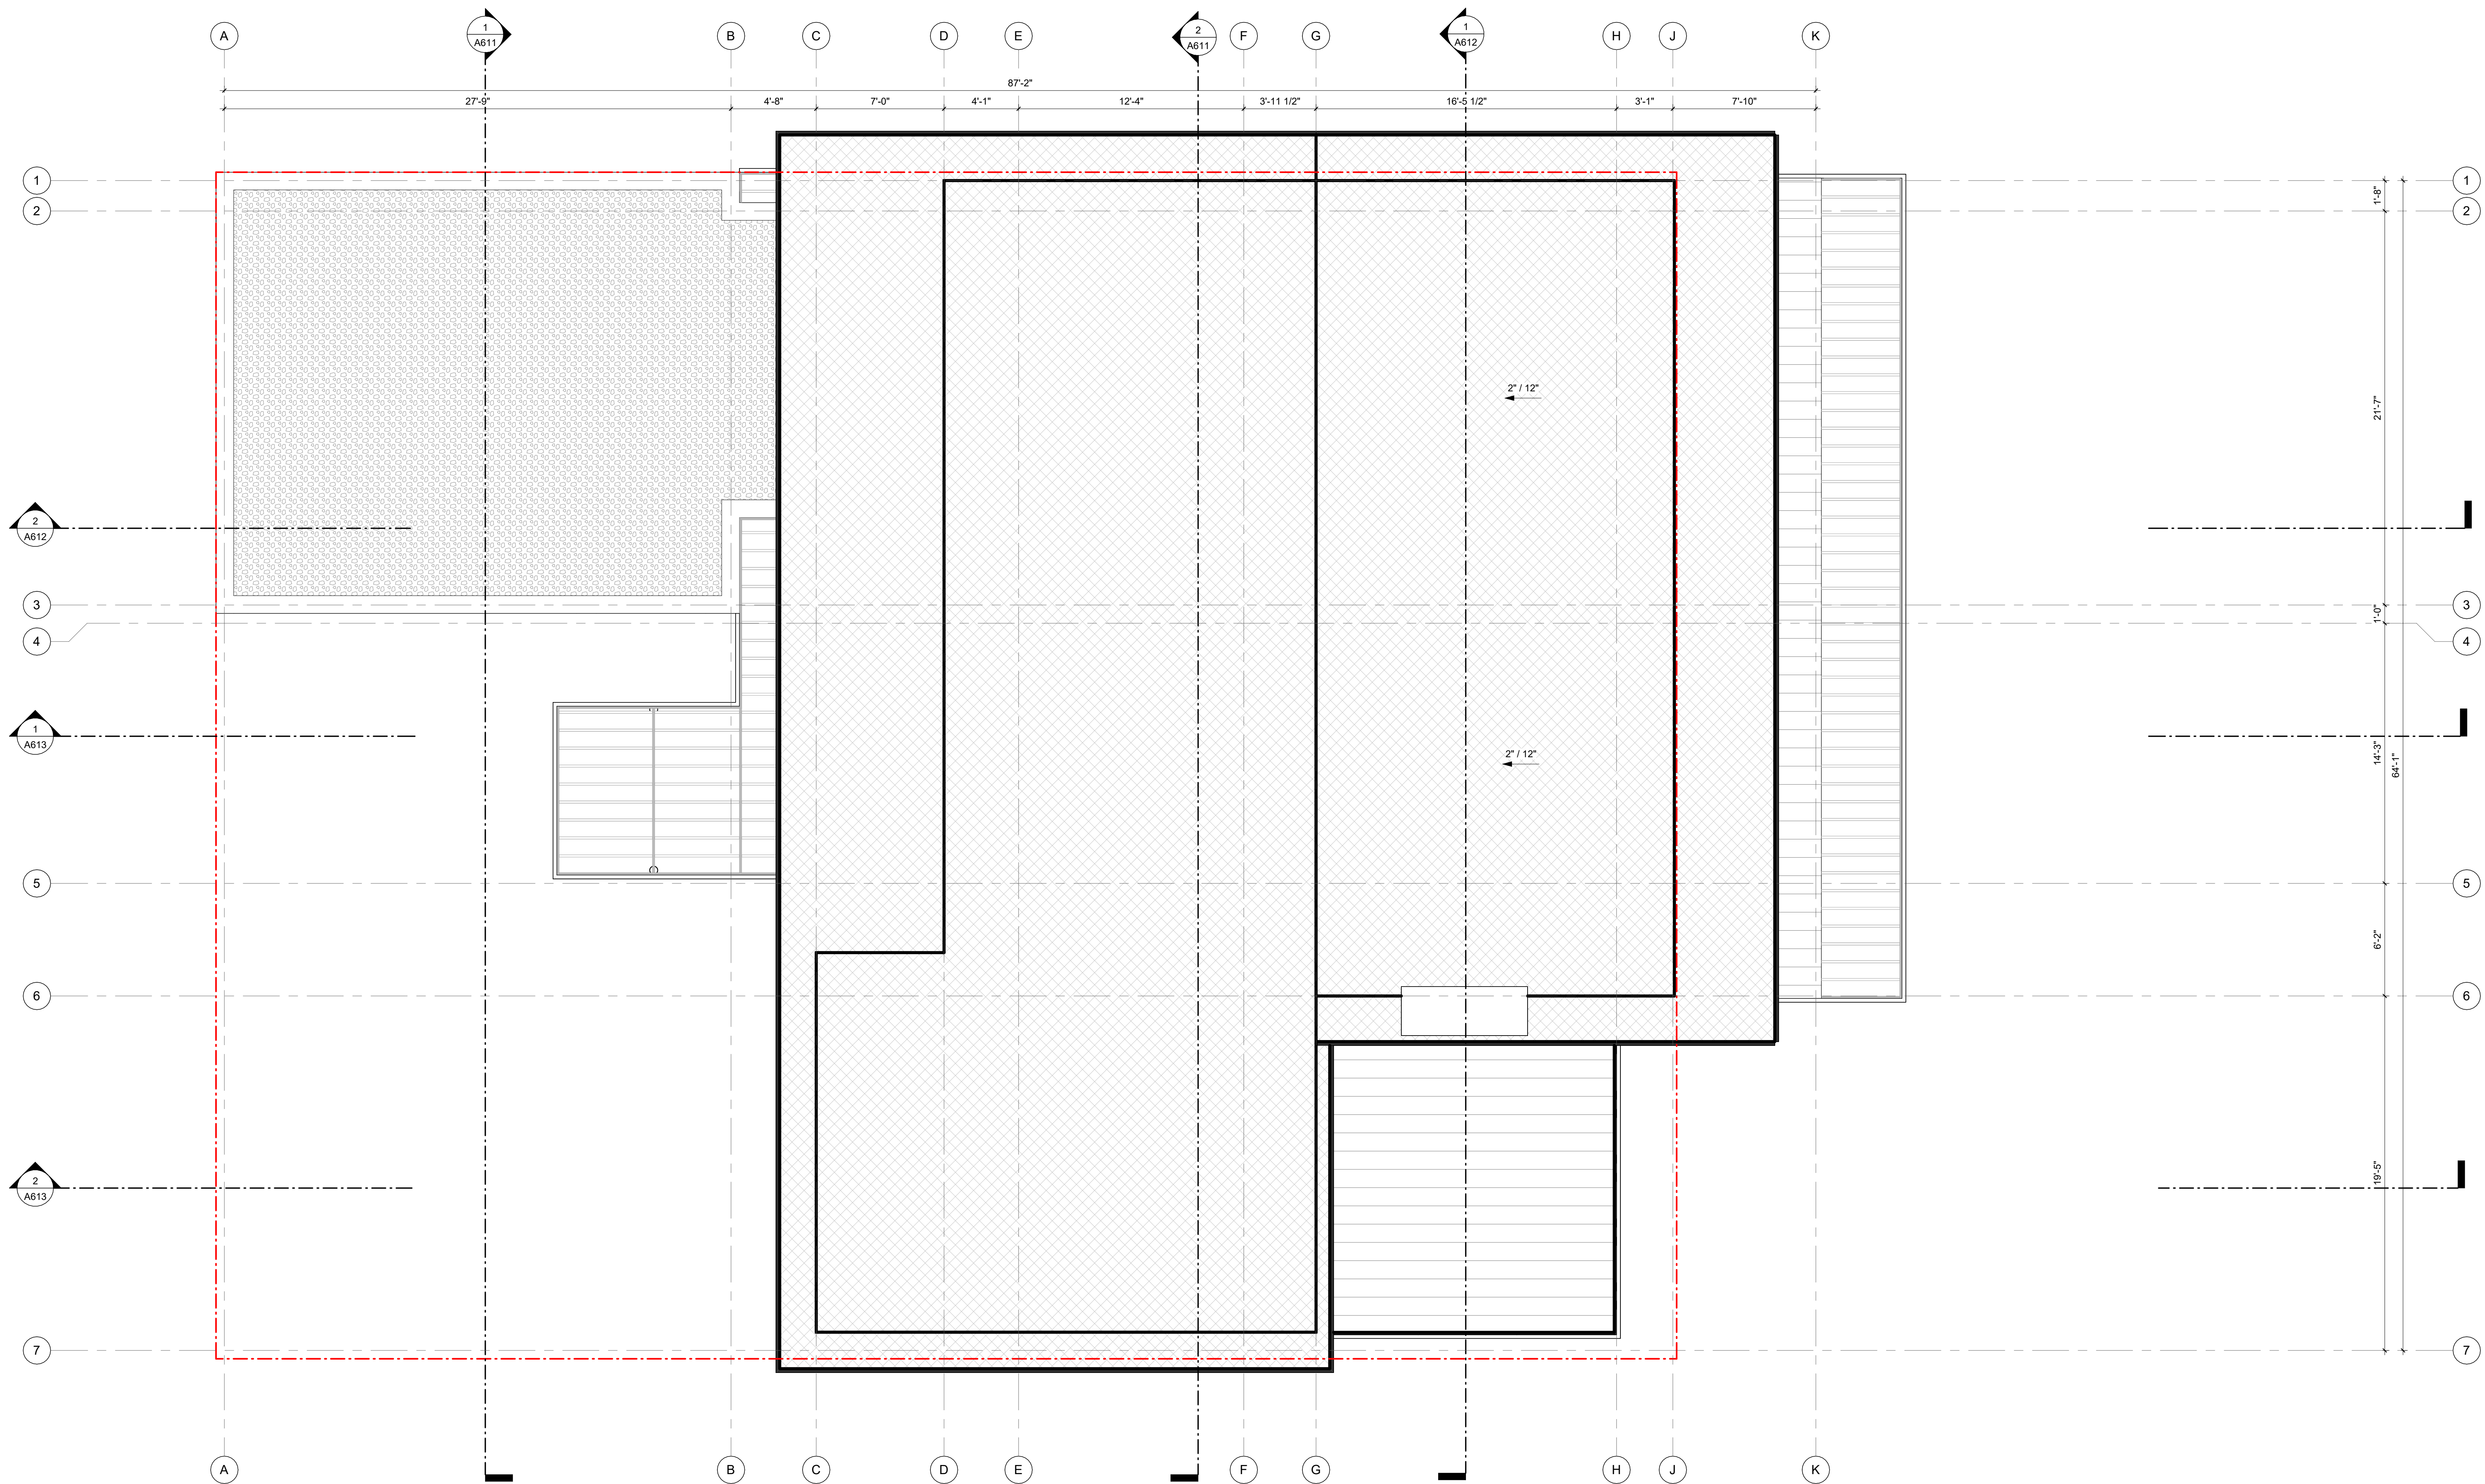 A
1
A611
B
C
D
E
2
A611
F
G
1
A612
H
J
K
87'-2"
27'-9"
4'-8"
7'-0"
4'-1"
12'-4"
3'-11 1/2"
16'-5 1/2"
3'-1"
7'-10"
1
1
1'-8"
2
2
2" / 12"
21'-7"
2
A612
3
3
1'-0"
4
4
1
A613
2" / 12"
14'-3"
64'-1"
5
5
6'-2"
6
6
2
A613
19'-5"
7
7
A
B
C
D
E
F
G
H
J
K